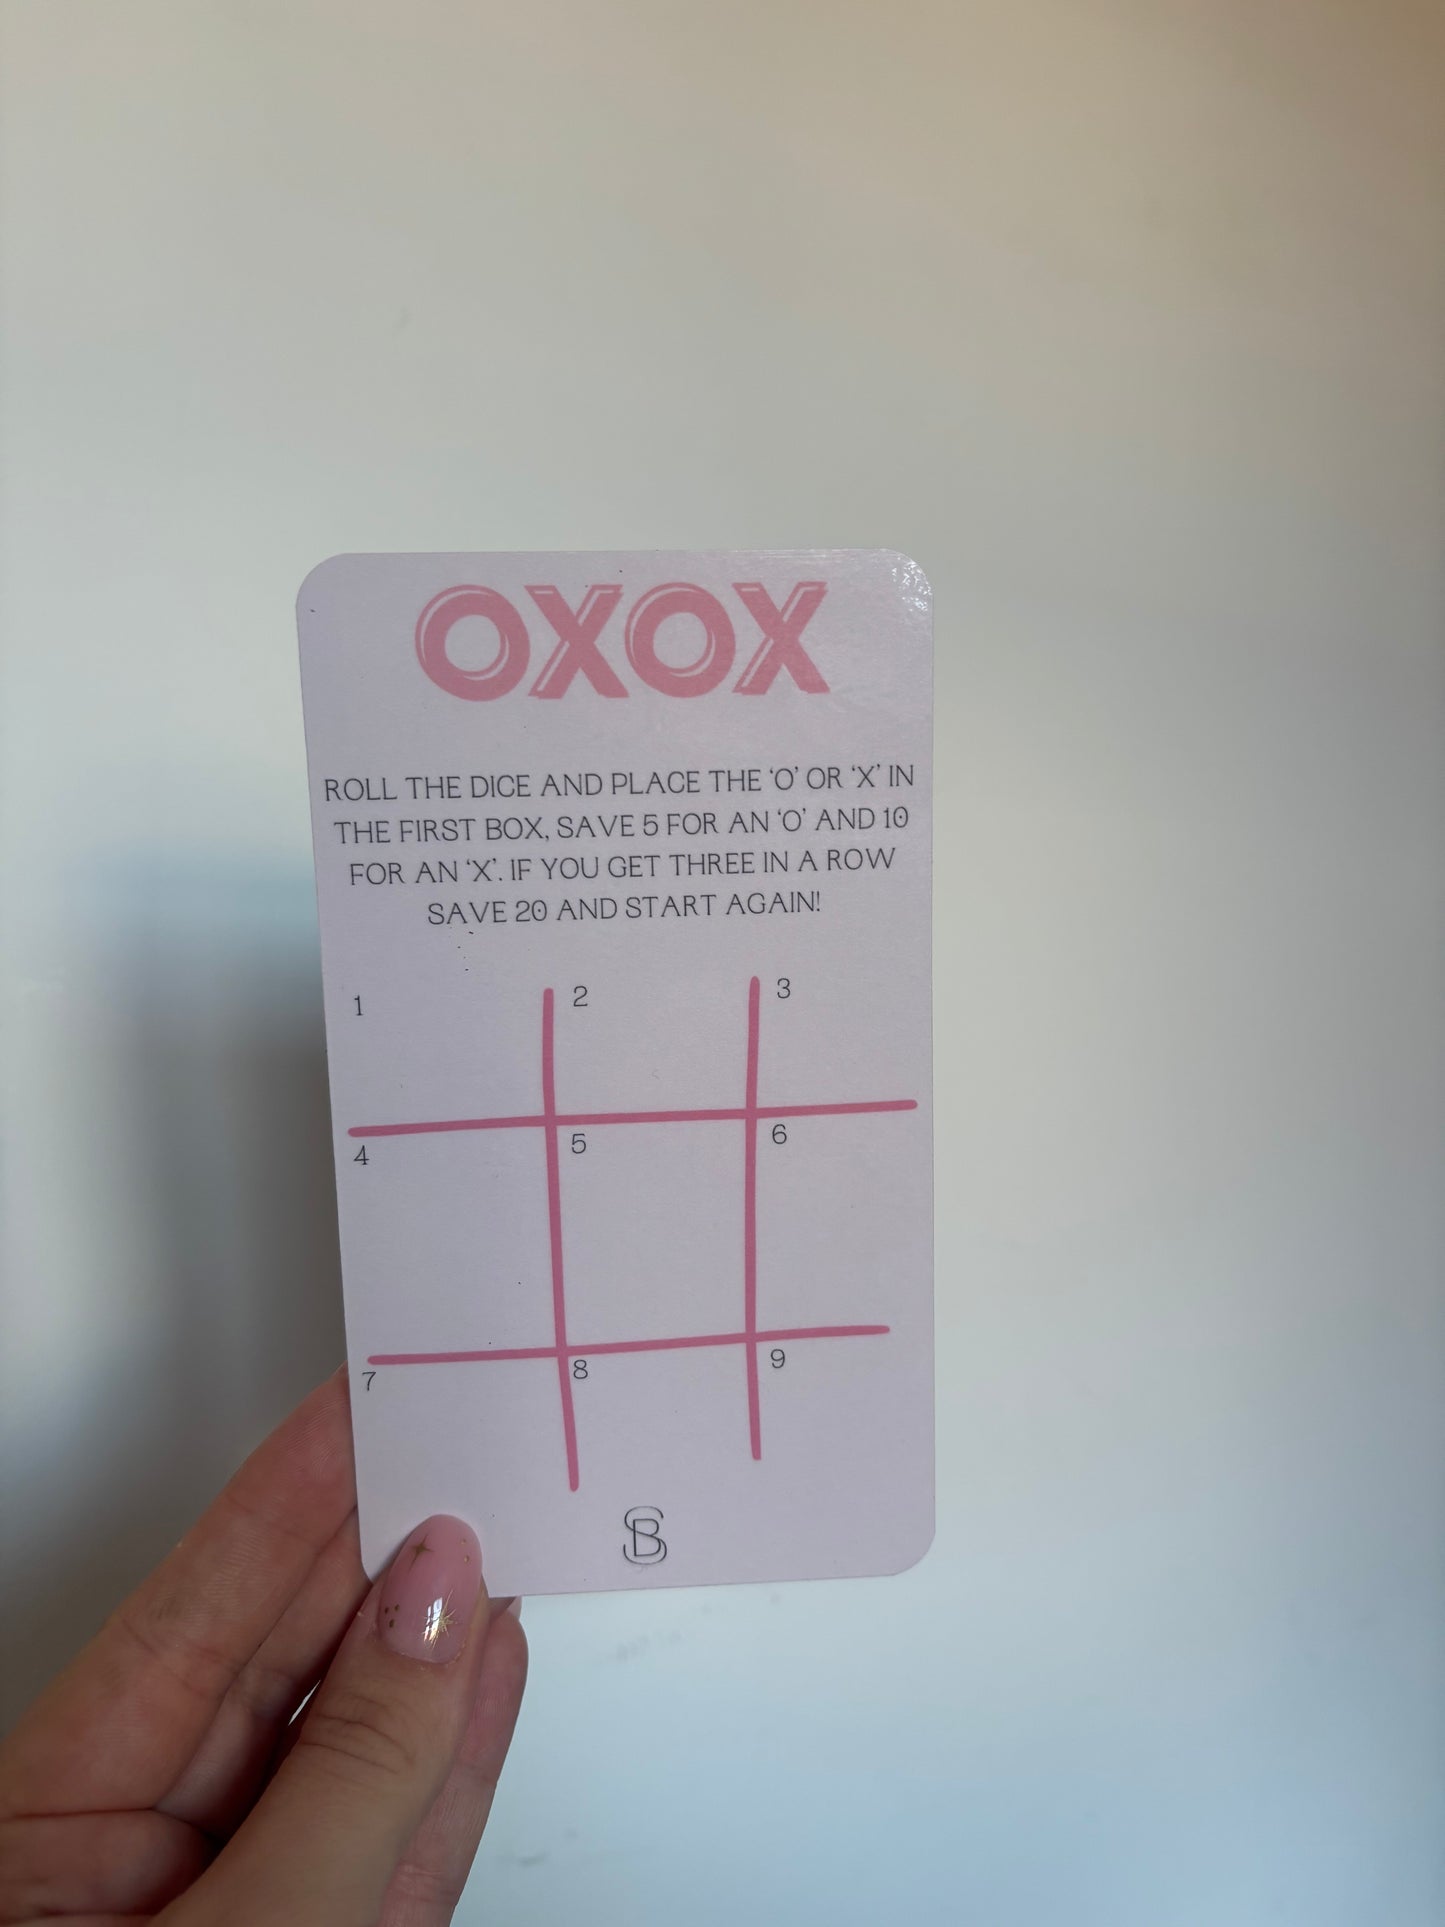 OXOX
ROLL THE DICE AND PLACE THE ‘O’ OR ‘X’ IN
THE FIRST BOX, SAVE 5 FOR AN ‘O’ AND 10
FOR AN ‘X’. IF YOU GET THREE IN A ROW
SAVE 20 AND START AGAIN!
1 2 3
4 5 6
7 8 9
SB